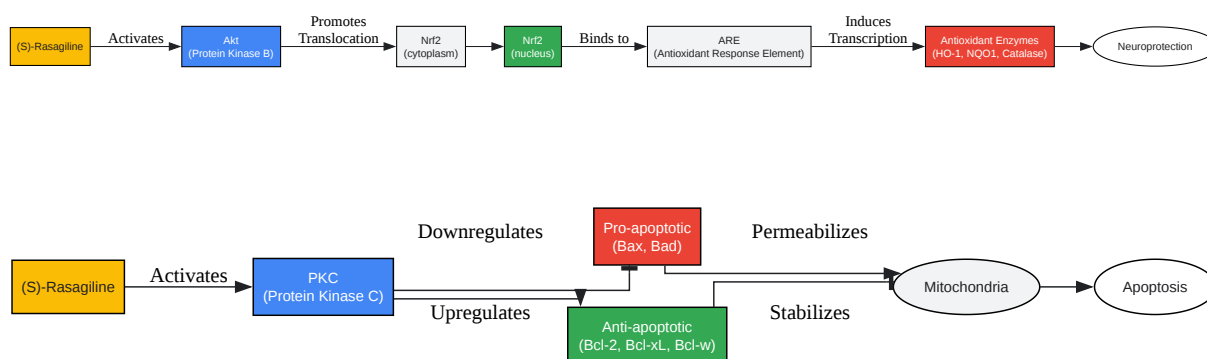 (S)-Rasagiline
Activates
Akt
(Protein Kinase B)
Promotes
Translocation
Nrf2
(cytoplasm)
Nrf2
(nucleus)
Binds to
ARE
(Antioxidant Response Element)
Induces
Transcription
Antioxidant Enzymes
(HO-1, NQO1, Catalase)
Neuroprotection
(S)-Rasagiline
Activates
PKC
(Protein Kinase C)
Downregulates
Upregulates
Pro-apoptotic
(Bax, Bad)
Anti-apoptotic
(Bcl-2, Bcl-xL, Bcl-w)
Permeabilizes
Stabilizes
Mitochondria
Apoptosis